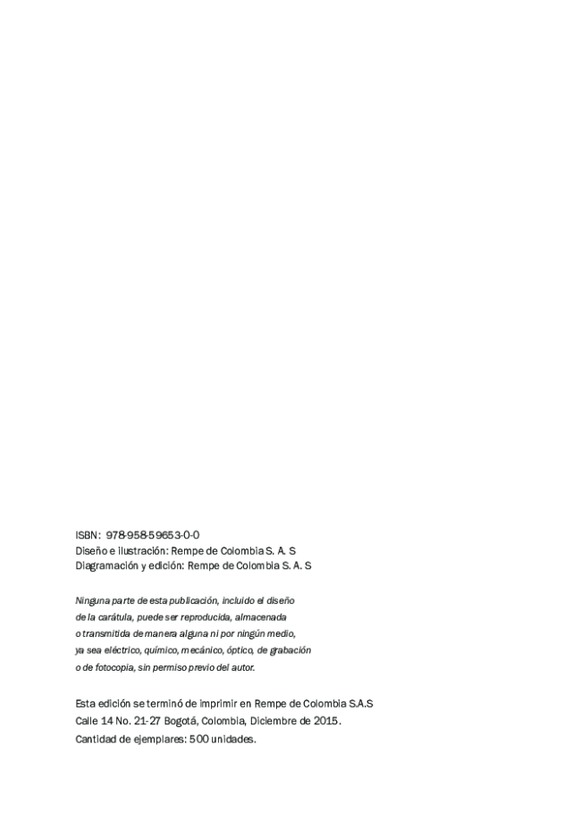 ISBN: 978-958-59653-0-0
Diseño e ilustración: Rempe de Colombia S. A. S
Diagramación y edición: Rempe de Colombia S. A. S
Ninguna parte de esta publicación, incluido el diseño
de la carátula, puede ser reproducida, almacenada
o transmitida de manera alguna ni por ningún medio,
ya sea eléctrico, químico, mecánico, óptico, de grabación
o de fotocopia, sin permiso previo del autor.
Esta edición se terminó de imprimir en Rempe de Colombia S.A.S
Calle 14 No. 21-27 Bogotá, Colombia, Diciembre de 2015.
Cantidad de ejemplares: 500 unidades.